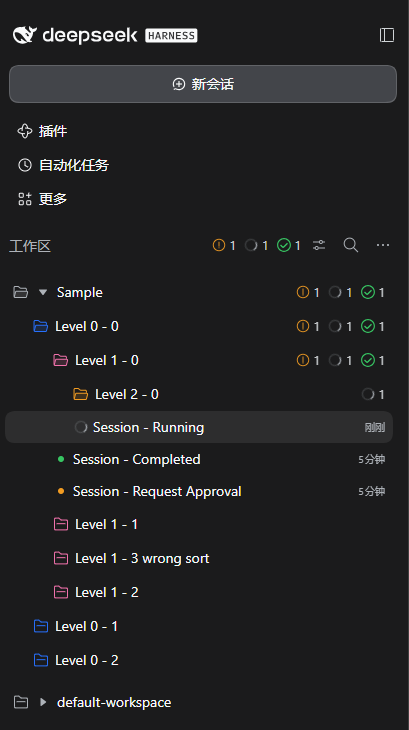 deepseek HARNESS
新会话
插件
自动化任务
更多
工作区 1 1 1
Sample 1 1 1
Level 0 - 0 1 1 1
Level 1 - 0 1 1 1
Level 2 - 0 1
Session - Running 刚刚
Session - Completed 5分钟
Session - Request Approval 5分钟
Level 1 - 1
Level 1 - 3 wrong sort
Level 1 - 2
Level 0 - 1
Level 0 - 2
default-workspace